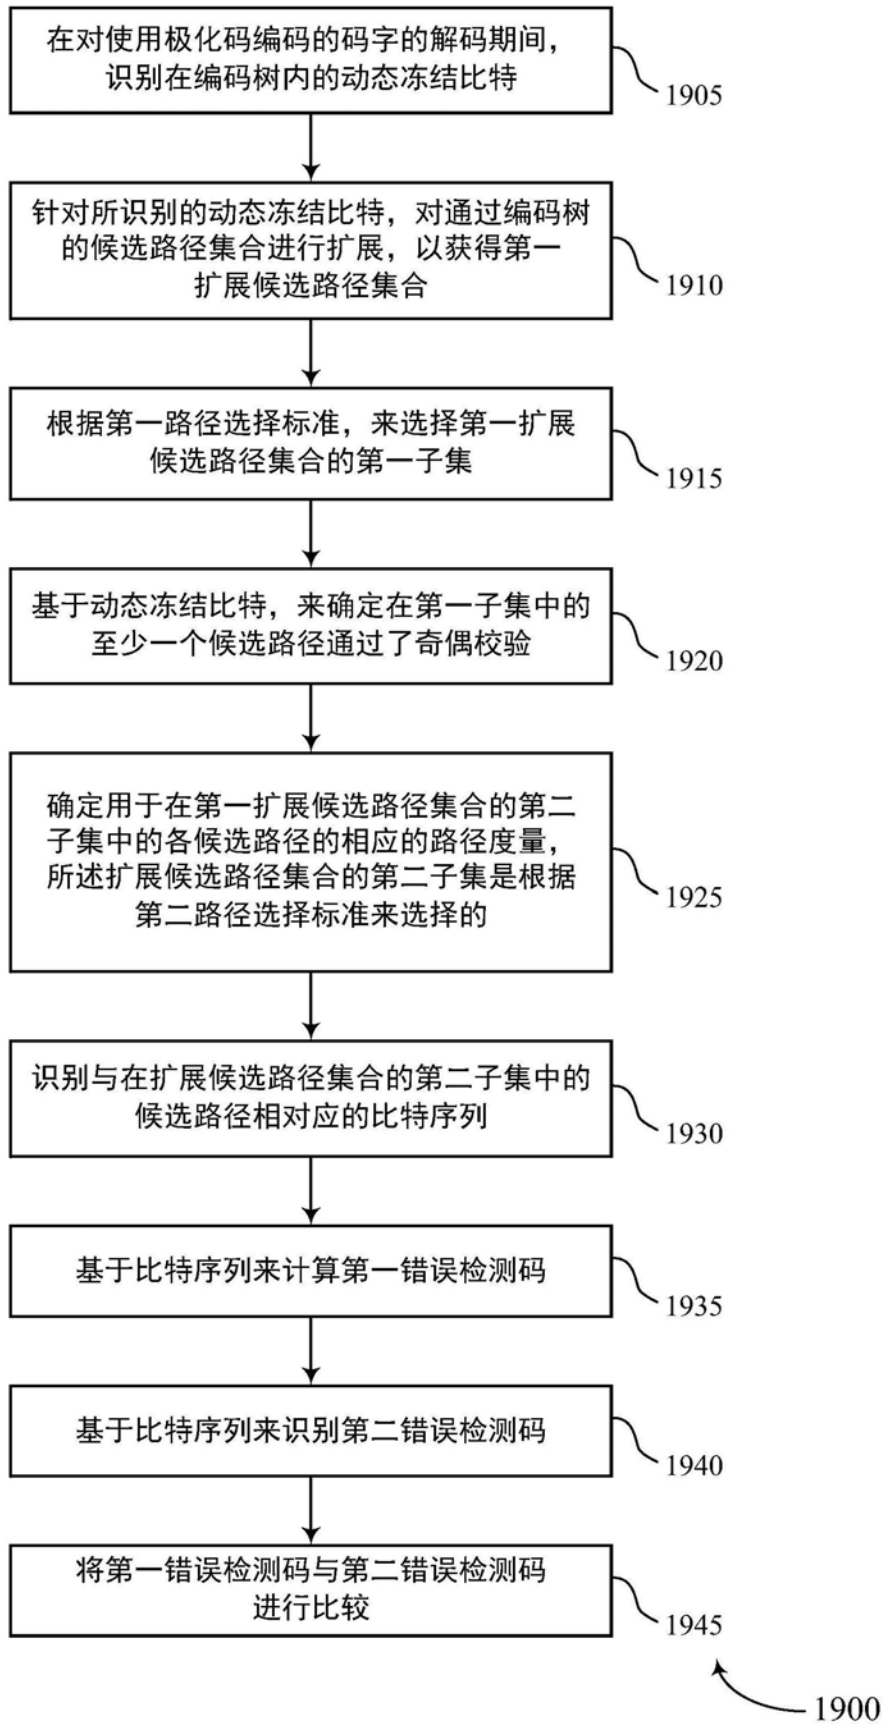 在对使用极化码编码的码字的解码期间，
识别在编码树内的动态冻结比特
1905
针对所识别的动态冻结比特，对通过编码树
的候选路径集合进行扩展，以获得第一
扩展候选路径集合
1910
根据第一路径选择标准，来选择第一扩展
候选路径集合的第一子集
1915
基于动态冻结比特，来确定在第一子集中的
至少一个候选路径通过了奇偶校验
1920
确定用于在第一扩展候选路径集合的第二
子集中的各候选路径的相应的路径度量，
所述扩展候选路径集合的第二子集是根据
第二路径选择标准来选择的
1925
识别与在扩展候选路径集合的第二子集中的
候选路径相对应的比特序列
1930
基于比特序列来计算第一错误检测码
1935
基于比特序列来识别第二错误检测码
1940
将第一错误检测码与第二错误检测码
进行比较
1945
1900